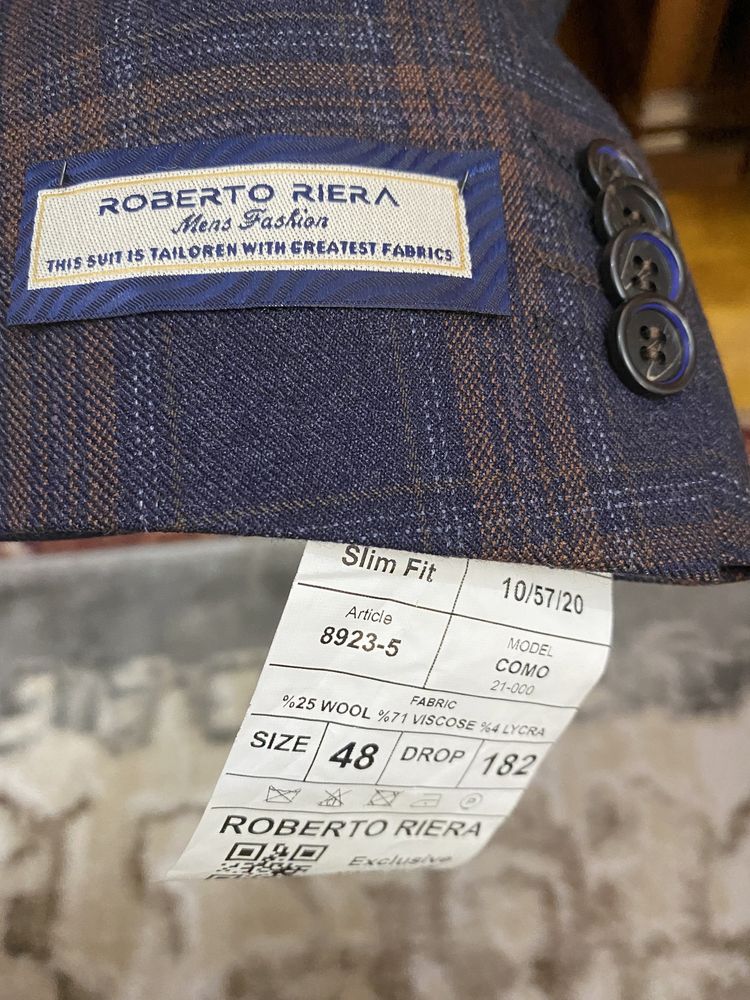 ROBERTO RIERA
Mens Fashion
THIS SUIT IS TAILOREN WITH GREATEST FABRICS
Slim Fit
10/57/20
Article
8923-5
MODEL
COMO
21-000
FABRIC
%25 WOOL %71 VISCOSE %4 LYCRA
SIZE 48 DROP 182
P
ROBERTO RIERA
Exclusive